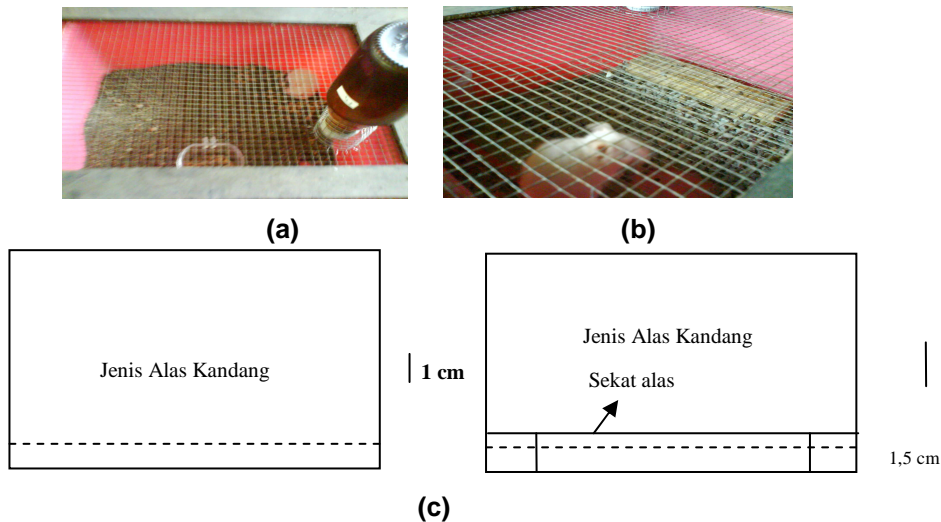 (a)
(b)
Jenis Alas Kandang
1 cm
Jenis Alas Kandang
Sekat alas
1,5 cm
(c)